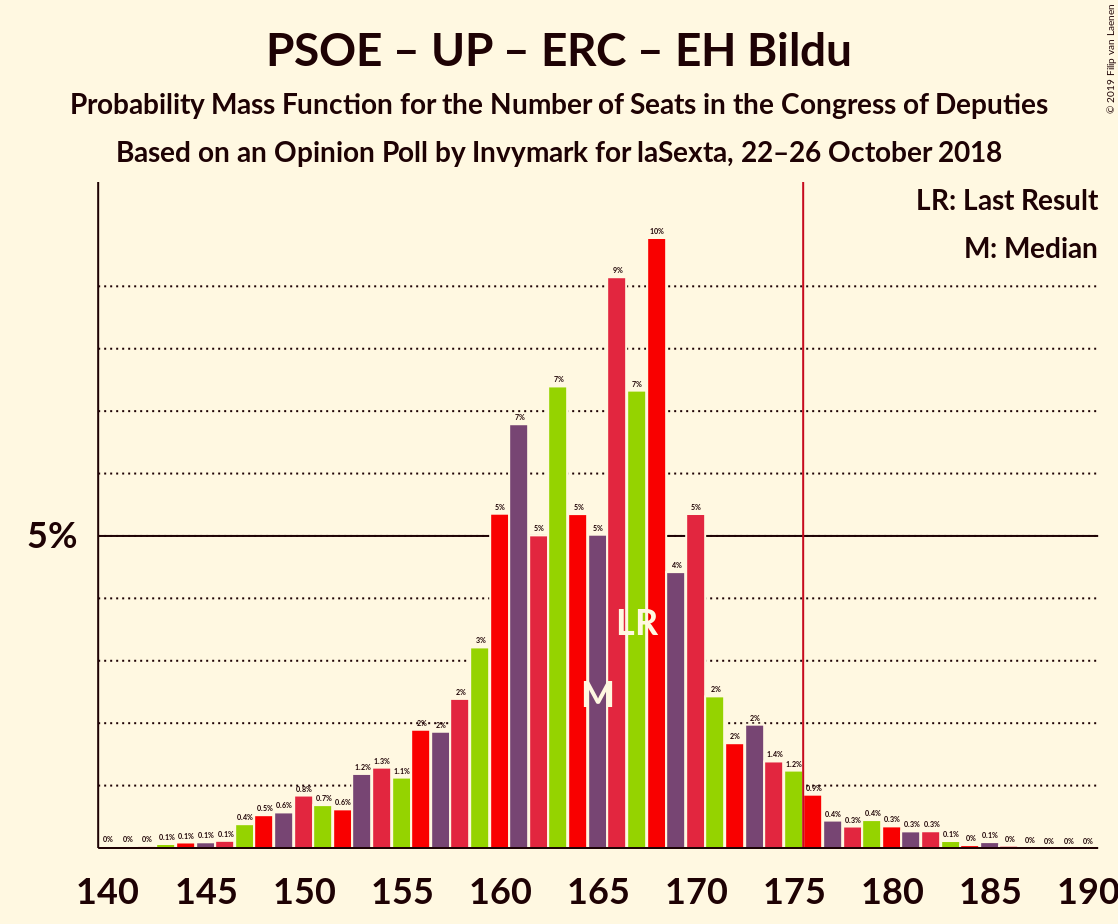 PSOE – UP – ERC – EH Bildu
Probability Mass Function for the Number of Seats in the Congress of Deputies
Based on an Opinion Poll by Invymark for laSexta, 22–26 October 2018
© 2019 Filip van Laenen
LR: Last Result
M: Median
5%
0% 0% 0% 0.1% 0.1% 0.1% 0.1% 0.4% 0.5% 0.6% 0.8% 0.7% 0.6% 1.2% 1.3% 1.1% 2% 2% 2% 3% 5% 7% 5% 7% 5% 5% 9% 7% 10% 4% 5% 2% 2% 2% 1.4% 1.2% 0.9% 0.4% 0.3% 0.4% 0.3% 0.3% 0.3% 0.1% 0% 0.1% 0% 0% 0% 0% 0%
LR
M
140 145 150 155 160 165 170 175 180 185 190